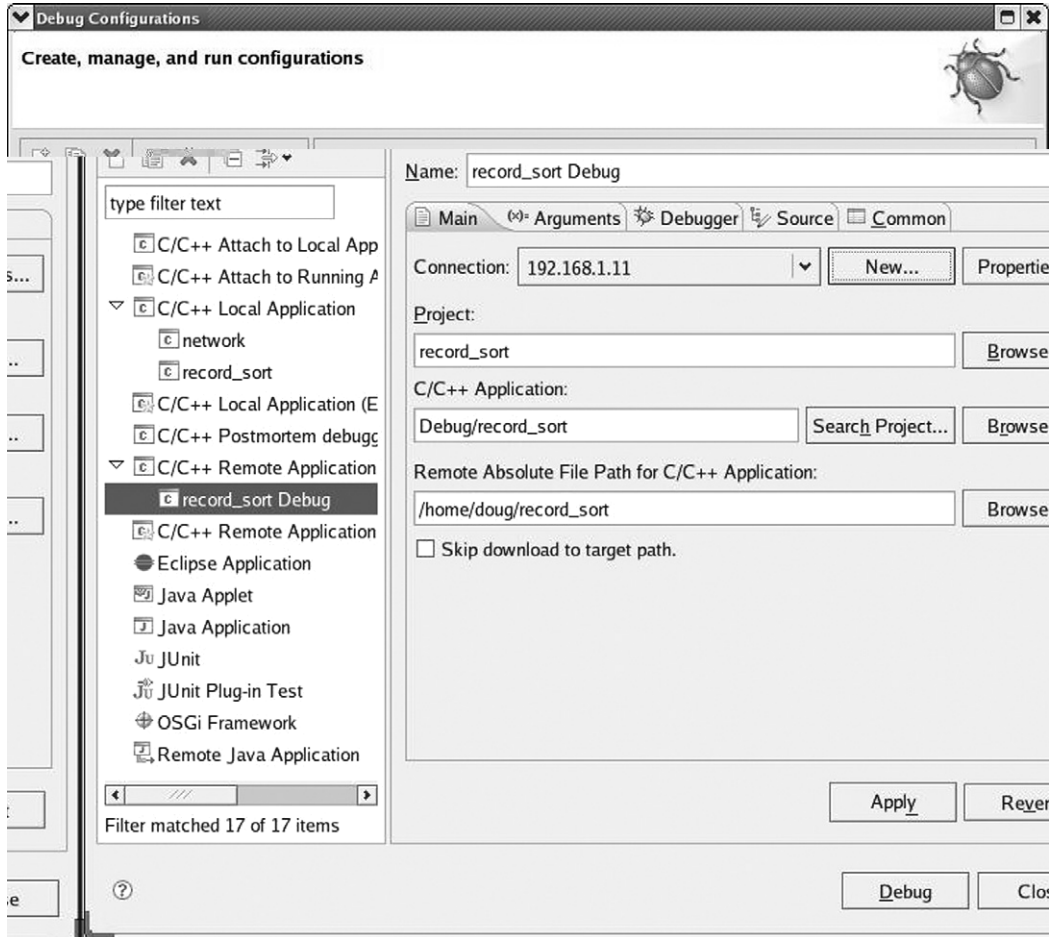 Debug Configurations
Create, manage, and run configurations
type filter text
C/C++ Attach to Local App
C/C++ Attach to Running A
C/C++ Local Application
network
record_sort
C/C++ Local Application (E
C/C++ Postmortem debugg
C/C++ Remote Application
record_sort Debug
C/C++ Remote Application
Eclipse Application
Java Applet
Java Application
Ju JUnit
JUnit Plug-in Test
OSGi Framework
Remote Java Application
Filter matched 17 of 17 items
Name: record_sort Debug
Main (x)= Arguments Debugger Source Common
Connection: 192.168.1.11 New... Propertie
Project:
record_sort Browse
C/C++ Application:
Debug/record_sort Search Project... Browse
Remote Absolute File Path for C/C++ Application:
/home/doug/record_sort Browse
Skip download to target path.
Apply Rever
Debug Clos